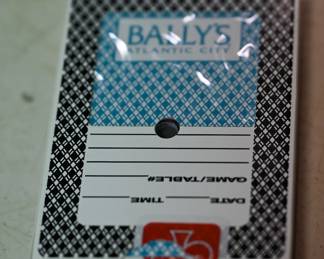 BALLY'S
ATLANTIC CITY
GAME/TABLE#
DATE TIME